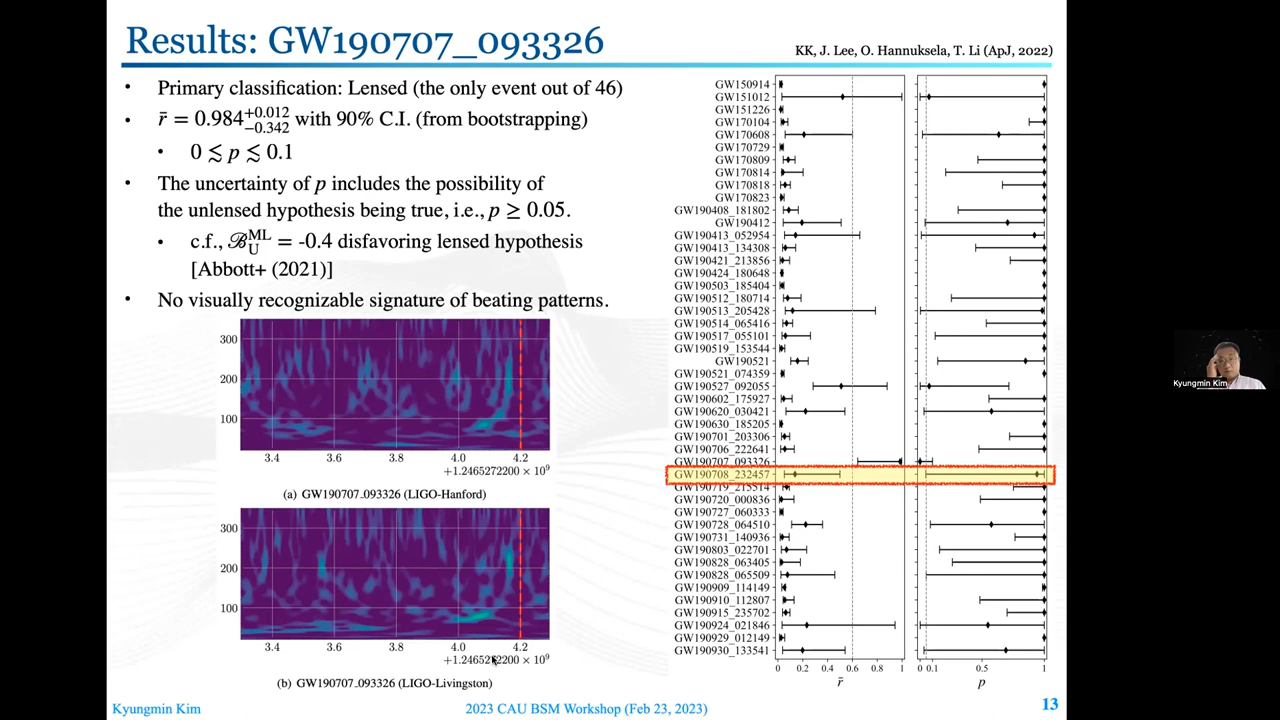 Results: GW190707_093326
KK, J. Lee, O. Hannuksela, T. Li (ApJ, 2022)
• Primary classification: Lensed (the only event out of 46)
• r̄ = 0.984+0.012−0.342 with 90% C.I. (from bootstrapping)
• 0 ≲ p ≲ 0.1
• The uncertainty of p includes the possibility of
the unlensed hypothesis being true, i.e., p ≥ 0.05.
• c.f., ℬMLU = -0.4 disfavoring lensed hypothesis
[Abbott+ (2021)]
• No visually recognizable signature of beating patterns.
300
200
100
3.4 3.6 3.8 4.0 4.2
+1.2465272200 × 10⁹
(a) GW190707_093326 (LIGO-Hanford)
300
200
100
3.4 3.6 3.8 4.0 4.2
+1.2465272200 × 10⁹
(b) GW190707_093326 (LIGO-Livingston)
GW150914
GW151012
GW151226
GW170104
GW170608
GW170729
GW170809
GW170814
GW170818
GW170823
GW190408_181802
GW190412
GW190413_052954
GW190413_134308
GW190421_213856
GW190424_180648
GW190503_185404
GW190512_180714
GW190513_205428
GW190514_065416
GW190517_055101
GW190519_153544
GW190521
GW190521_074359
GW190527_092055
GW190602_175927
GW190620_030421
GW190630_185205
GW190701_203306
GW190706_222641
GW190707_093326
GW190708_232457
GW190719_215514
GW190720_000836
GW190727_060333
GW190728_064510
GW190731_140936
GW190803_022701
GW190828_063405
GW190828_065509
GW190909_114149
GW190910_112807
GW190915_235702
GW190924_021846
GW190929_012149
GW190930_133541
0 0.2 0.4 0.6 0.8 1
r̄
0 0.1 0.5 1
p
Kyungmin Kim
Kyungmin Kim
2023 CAU BSM Workshop (Feb 23, 2023)
13